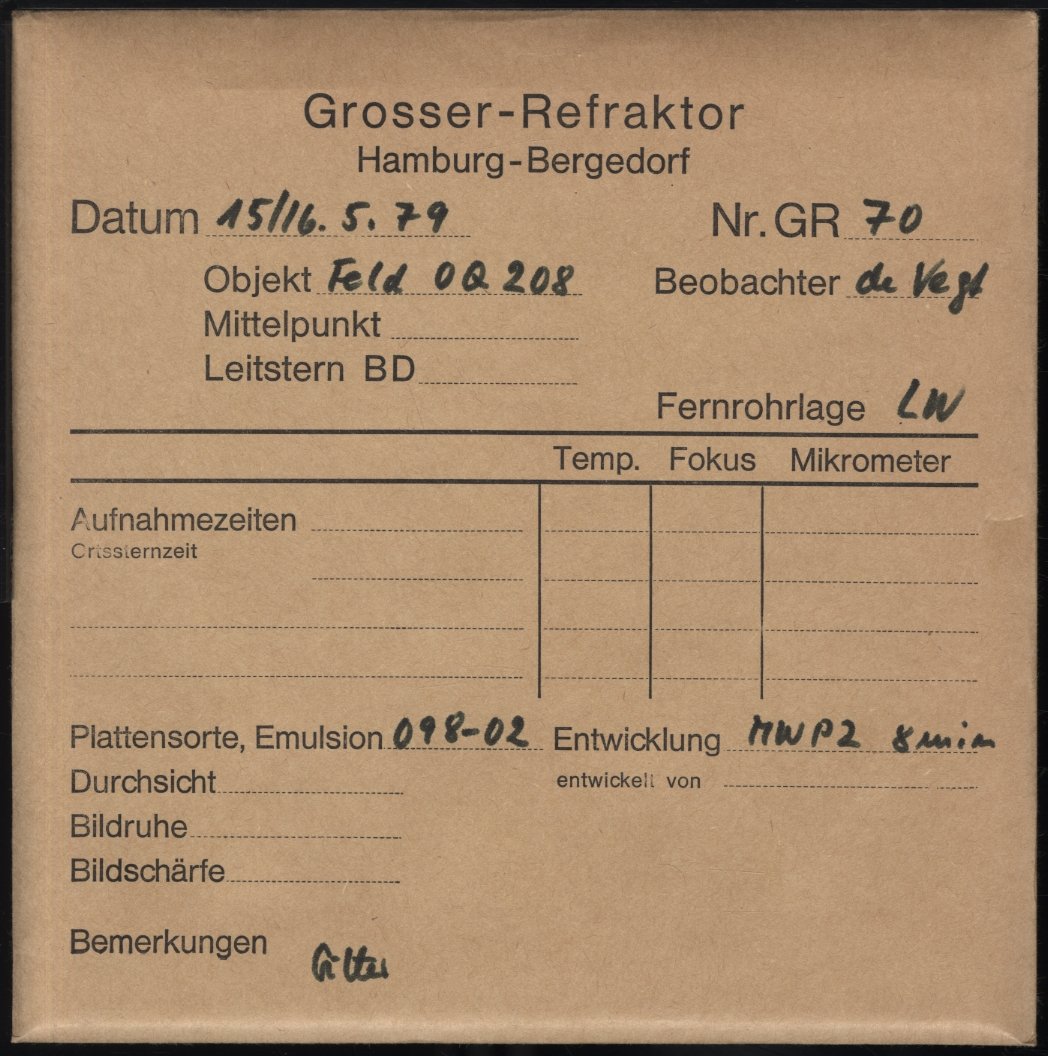 Grosser-Refraktor
Hamburg-Bergedorf
Datum 15/16. 5. 79 Nr. GR 70
Objekt Feld OQ 208 Beobachter de Vegt
Mittelpunkt
Leitstern BD
Fernrohrlage LW
Temp. Fokus Mikrometer
Aufnahmezeiten
Ortssternzeit
Plattensorte, Emulsion 098-02 Entwicklung MWP2 8 min
Durchsicht entwickelt von
Bildruhe
Bildschärfe
Bemerkungen Gitter